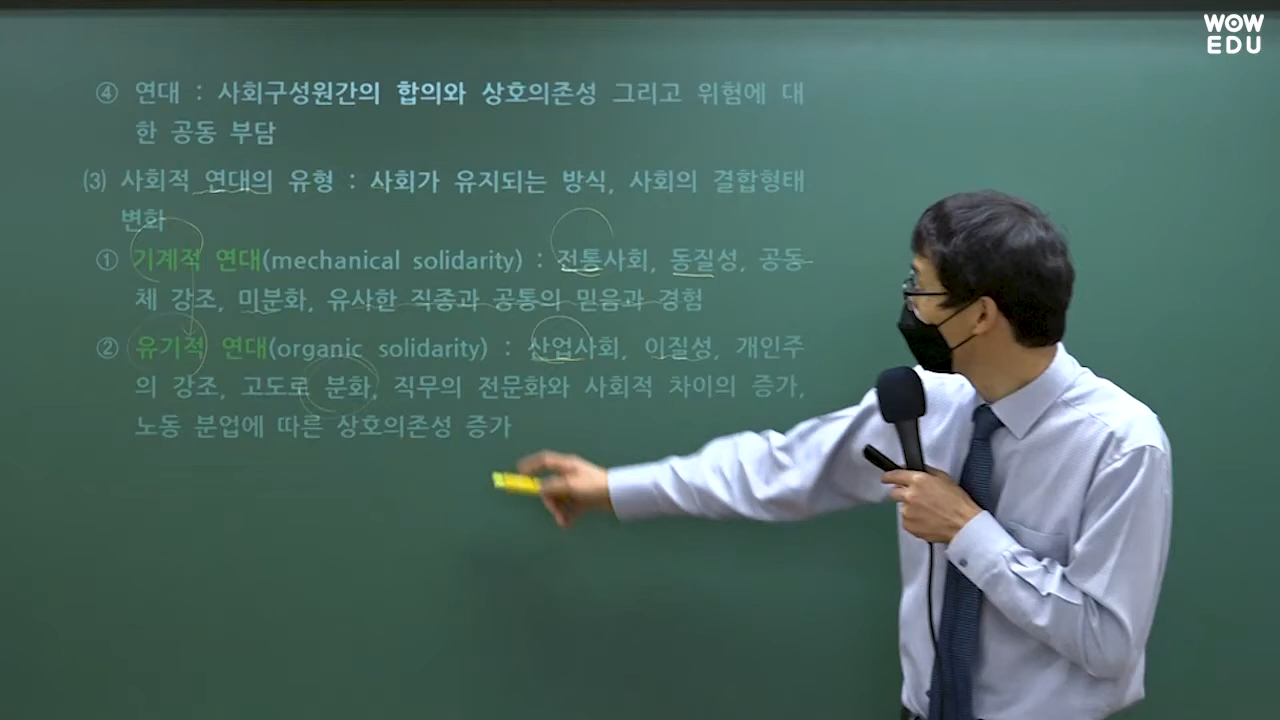 WOW
EDU
④ 연대 : 사회구성원간의 합의와 상호의존성 그리고 위험에 대
한 공동 부담
(3) 사회적 연대의 유형 : 사회가 유지되는 방식, 사회의 결합형태
변화
① 기계적 연대(mechanical solidarity) : 전통사회, 동질성, 공동
체 강조, 미분화, 유사한 직종과 공통의 믿음과 경험
② 유기적 연대(organic solidarity) : 산업사회, 이질성, 개인주
의 강조, 고도로 분화, 직무의 전문화와 사회적 차이의 증가,
노동 분업에 따른 상호의존성 증가